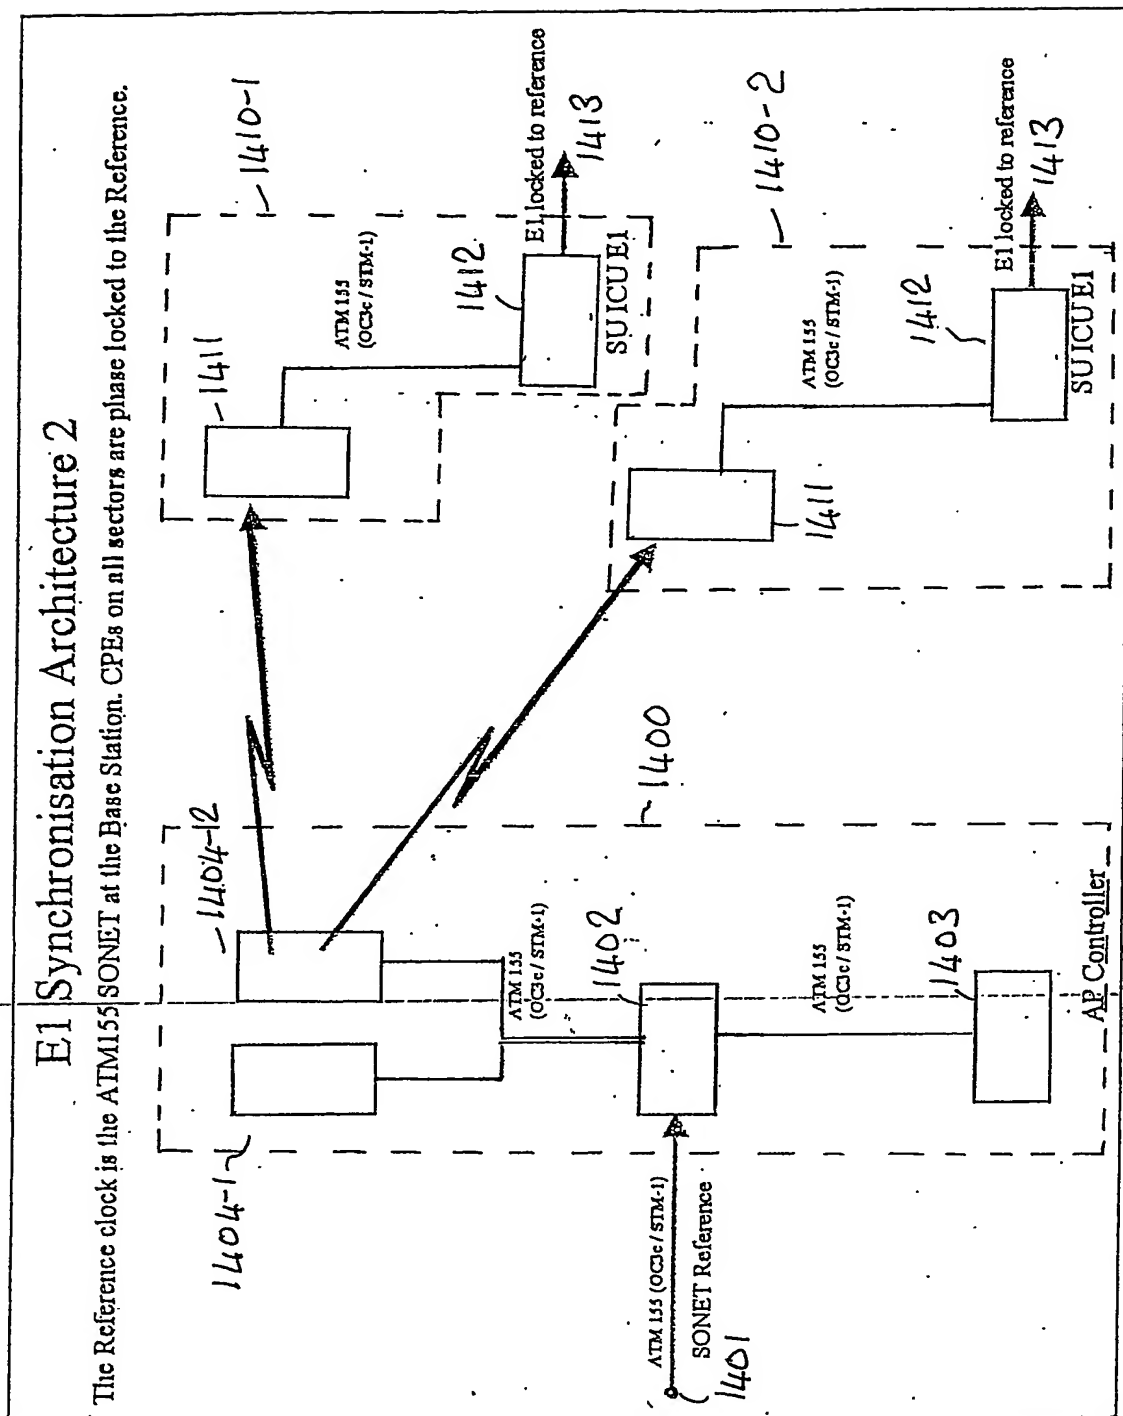 E1 Synchronisation Architecture 2
The Reference clock is the ATM155 SONET at the Base Station. CPEs on all sectors are phase locked to the Reference.
1404-1
1404-12
1411
1410-1
ATM 155
(OC3c / STM-1)
1412
E1 locked to reference
1413
SUICUE1
1400
1411
1410-2
ATM 155
(OC3c / STM-1)
1412
E1 locked to reference
1413
SUICUE1
ATM 155
(OC3c / STM-1)
1402
ATM 155 (OC3c / STM-1)
SONET Reference
1401
ATM 155
(OC3c / STM-1)
1403
AP Controller